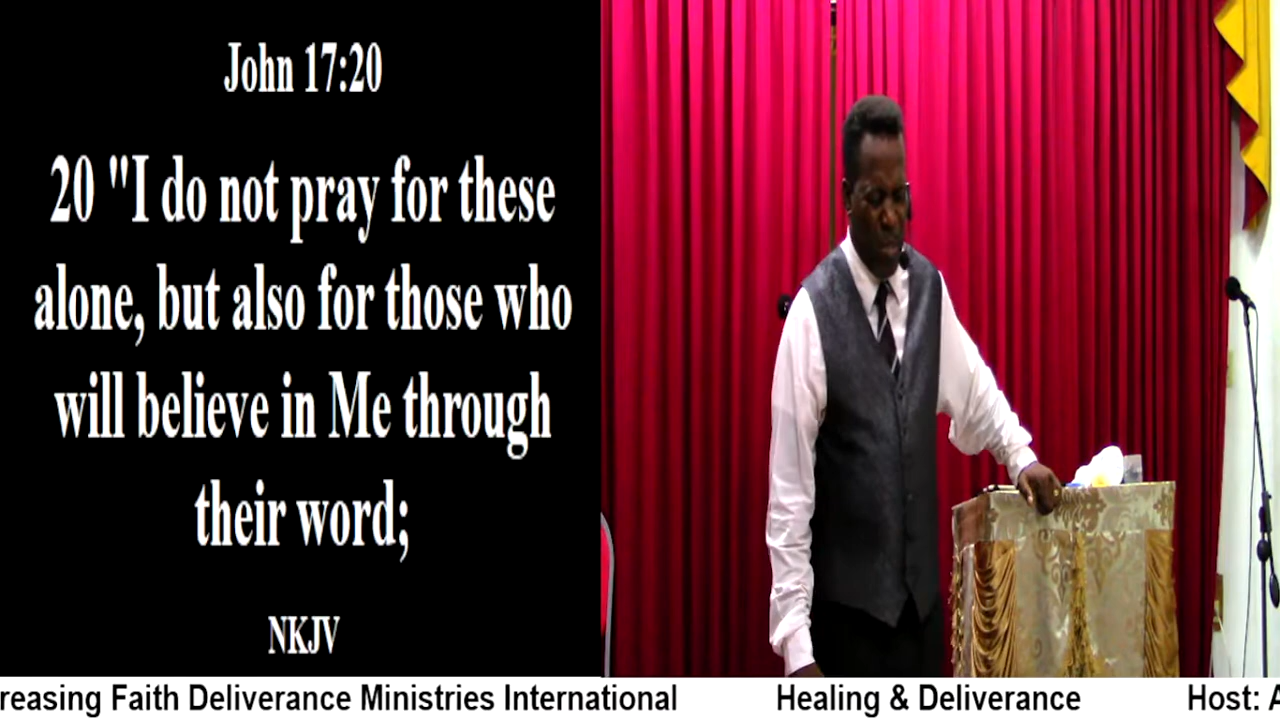 John 17:20
20 "I do not pray for these
alone, but also for those who
will believe in Me through
their word;
NKJV
reasing Faith Deliverance Ministries International Healing & Deliverance Host: A